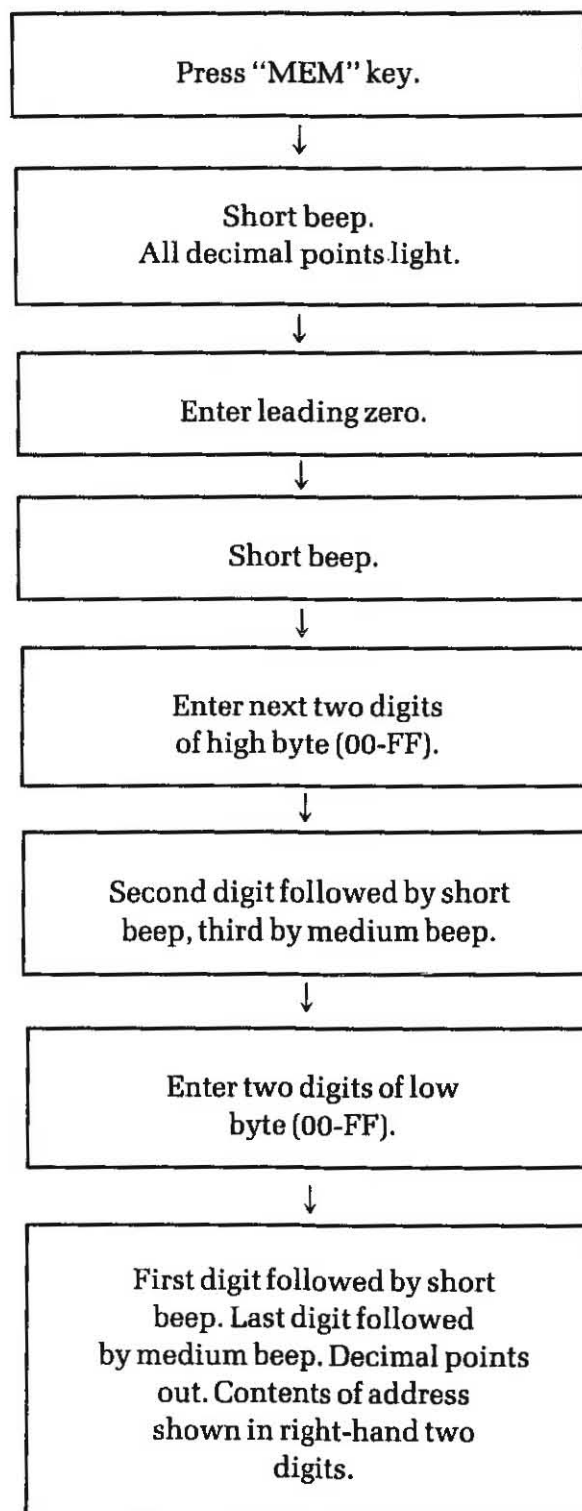 Press “MEM” key.
Short beep.
All decimal points light.
Enter leading zero.
Short beep.
Enter next two digits
of high byte (00-FF).
Second digit followed by short
beep, third by medium beep.
Enter two digits of low
byte (00-FF).
First digit followed by short
beep. Last digit followed
by medium beep. Decimal points
out. Contents of address
shown in right-hand two
digits.